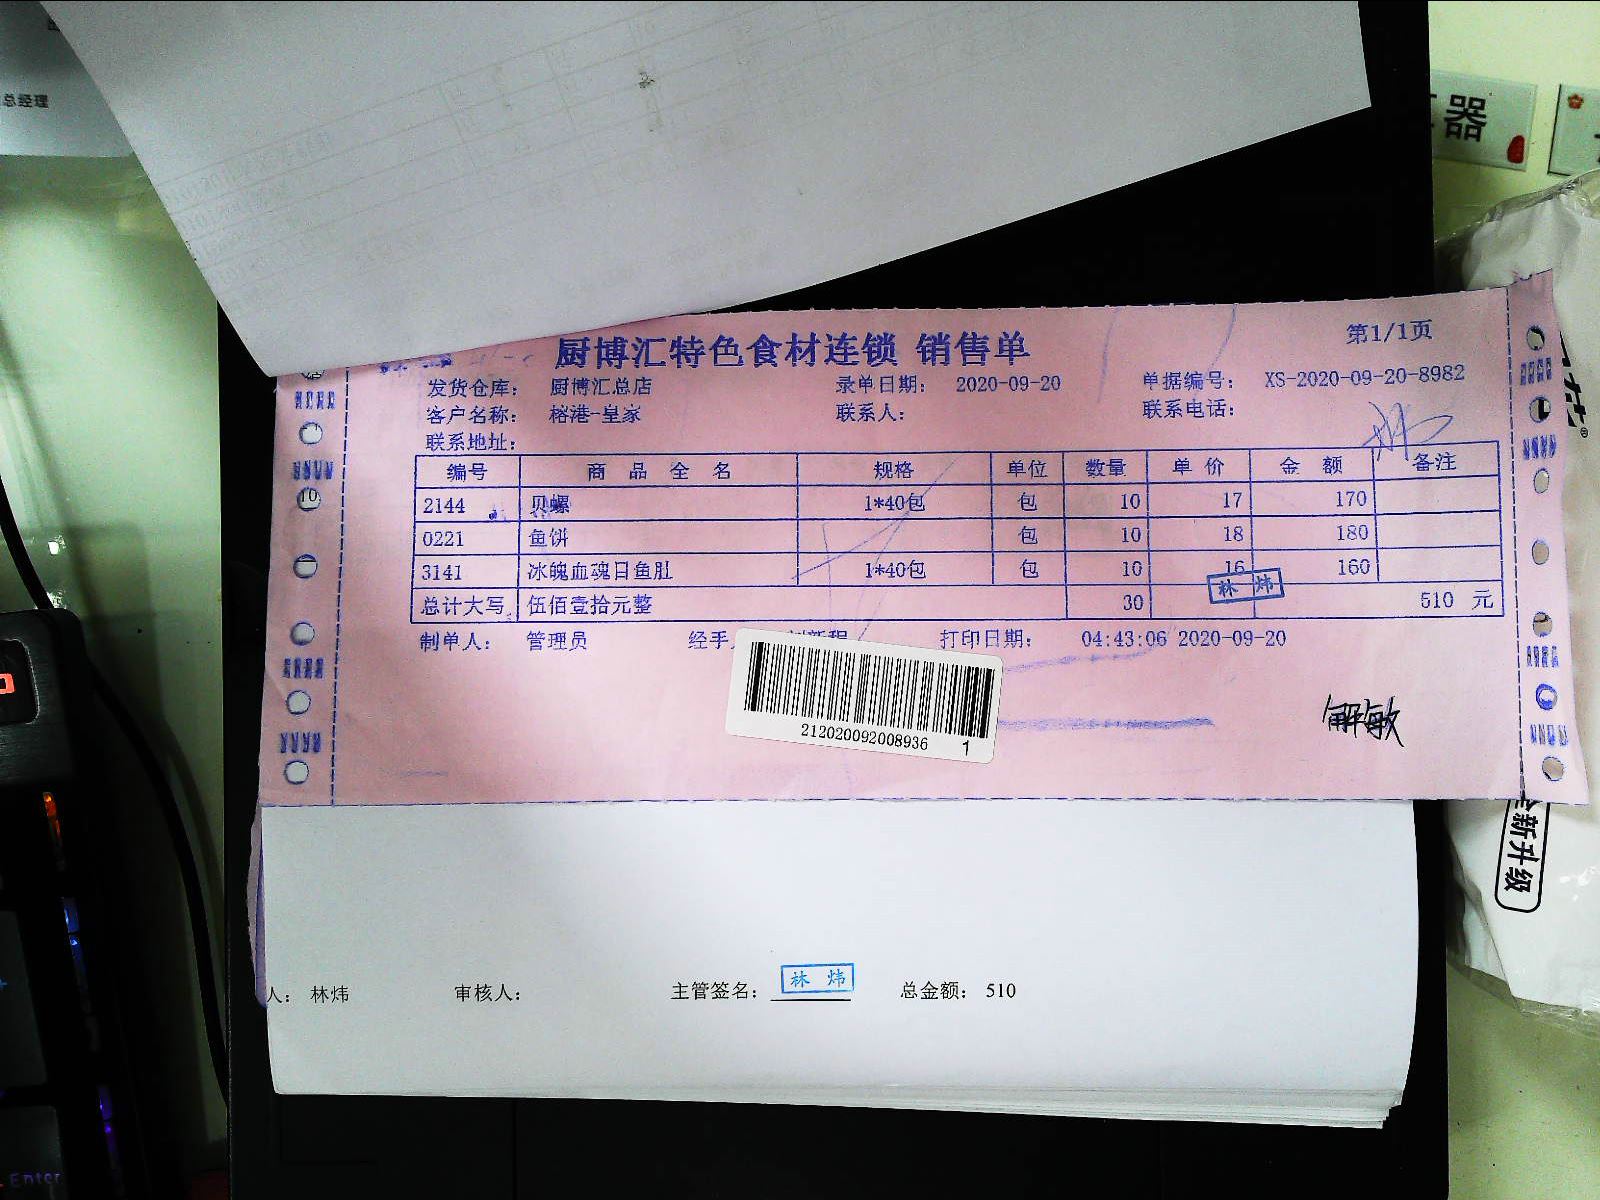 总经理
器
厨博汇特色食材连锁 销售单
第1/1页
发货仓库： 厨博汇总店 录单日期： 2020-09-20 单据编号： XS-2020-09-20-8982
客户名称： 榕港-皇家 联系人： 联系电话：
联系地址：
编号 商 品 全 名 规格 单位 数量 单 价 金 额 备注
2144 贝螺 1*40包 包 10 17 170
0221 鱼饼 包 10 18 180
3141 冰魄血魂目鱼肚 1*40包 包 10 16 160
林 炜
总计大写 伍佰壹拾元整 30 510 元
制单人： 管理员 经手 打印日期： 04:43:06 2020-09-20
212020092008936 1
解敏
全新升级
人： 林炜 审核人： 主管签名： 林 炜 总金额： 510
Enter